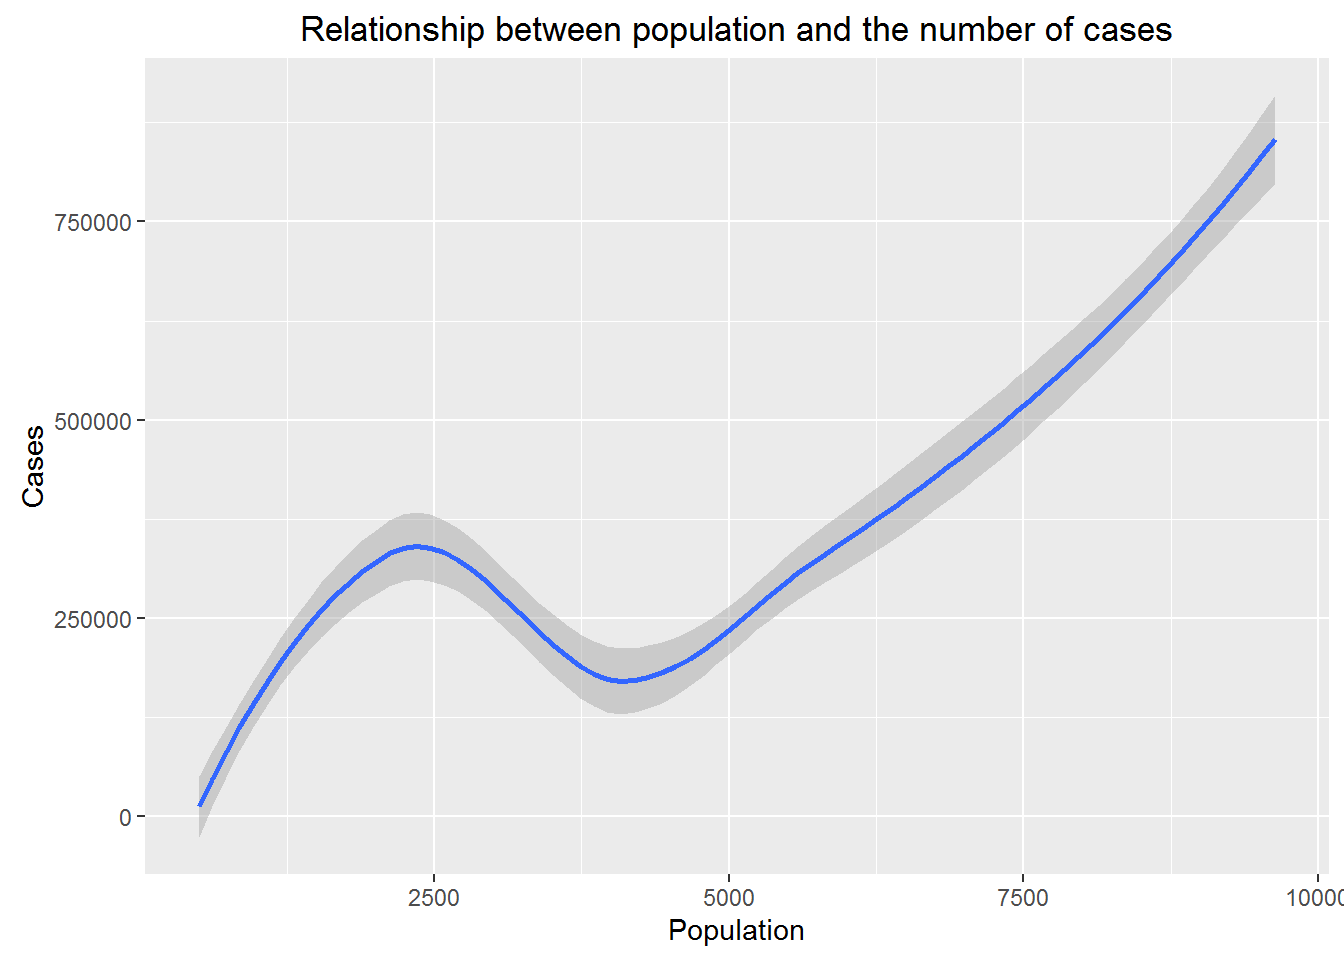 Relationship between population and the number of cases
750000
500000
250000
0
Cases
2500 5000 7500 10000
Population